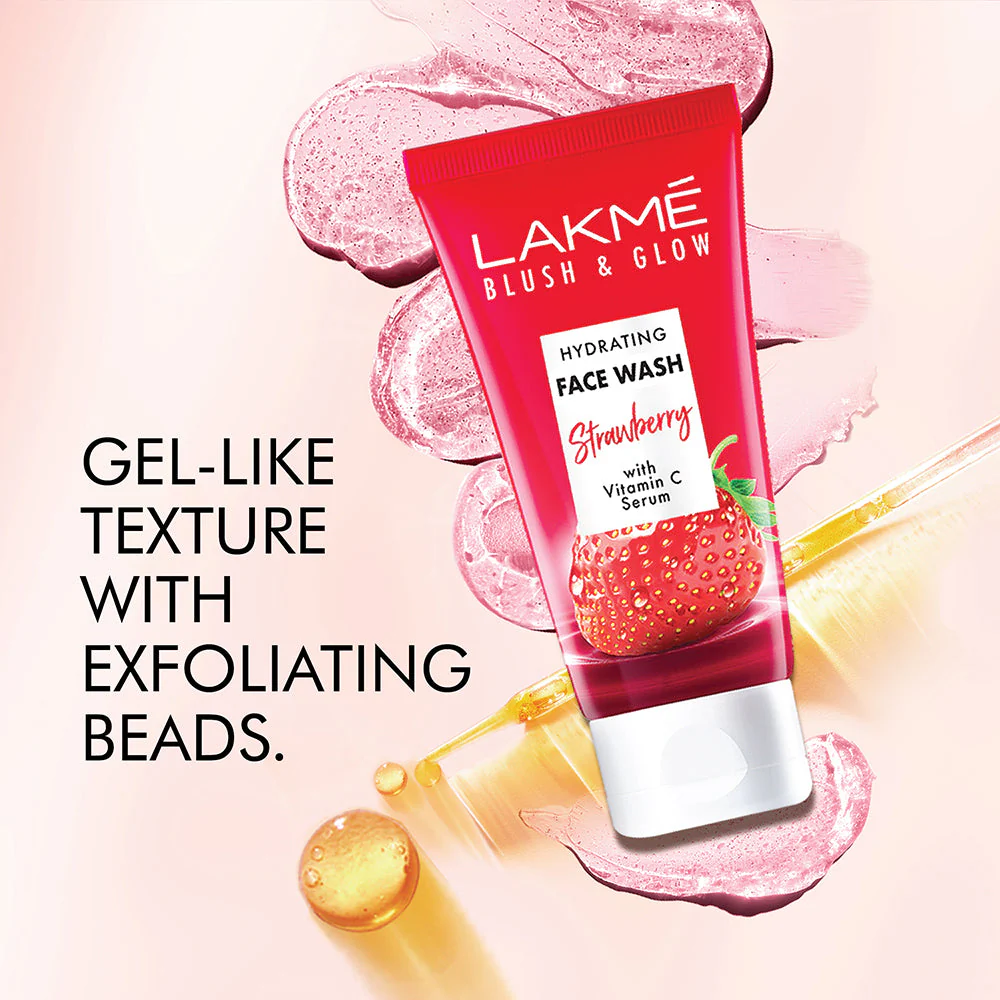 LAKMÉ
BLUSH & GLOW
HYDRATING
FACE WASH
Strawberry
with
Vitamin C
Serum
GEL-LIKE
TEXTURE
WITH
EXFOLIATING
BEADS.